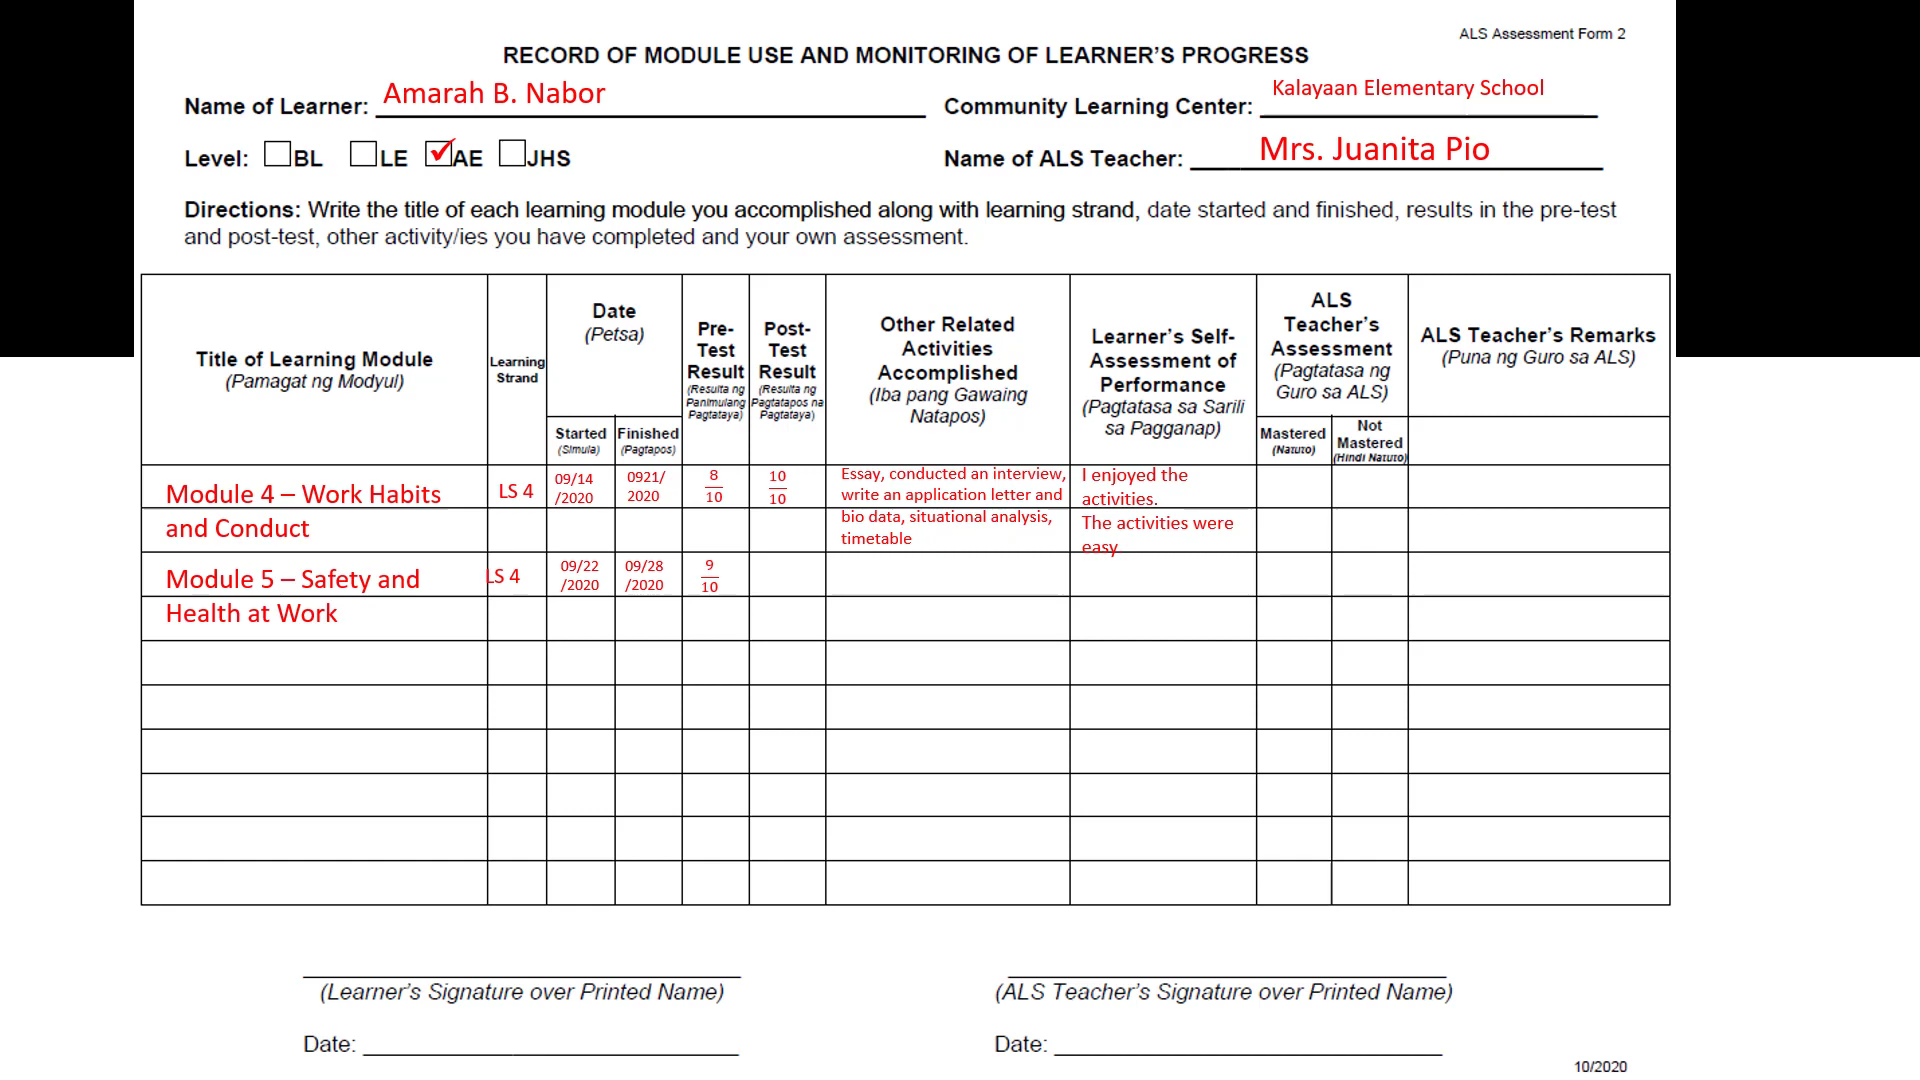 ALS Assessment Form 2
RECORD OF MODULE USE AND MONITORING OF LEARNER'S PROGRESS
Name of Learner: Amarah B. Nabor
Community Learning Center: Kalayaan Elementary School
Level: BL LE ✓ AE JHS
Name of ALS Teacher: Mrs. Juanita Pio
Directions: Write the title of each learning module you accomplished along with learning strand, date started and finished, results in the pre-test
and post-test, other activity/ies you have completed and your own assessment.
Title of Learning Module
(Pamagat ng Modyul)
Learning
Strand
Date
(Petsa)
Started
(Simula)
Finished
(Pagtapos)
Pre-
Test
Result
(Resulta ng
Panimulang
Pagtataya)
Post-
Test
Result
(Resulta ng
Pagtatapos na
Pagtataya)
Other Related
Activities
Accomplished
(Iba pang Gawaing
Natapos)
Learner's Self-
Assessment of
Performance
(Pagtatasa sa Sarili
sa Pagganap)
ALS
Teacher's
Assessment
(Pagtatasa ng
Guro sa ALS)
Mastered
(Natuto)
Not
Mastered
(Hindi Natuto)
ALS Teacher's Remarks
(Puna ng Guro sa ALS)
Module 4 – Work Habits
and Conduct
LS 4
09/14
/2020
0921/
2020
8
10
10
10
Essay, conducted an interview,
write an application letter and
bio data, situational analysis,
timetable
I enjoyed the
activities.
The activities were
easy
Module 5 – Safety and
Health at Work
LS 4
09/22
/2020
09/28
/2020
9
10
(Learner's Signature over Printed Name)
(ALS Teacher's Signature over Printed Name)
Date:
Date:
10/2020